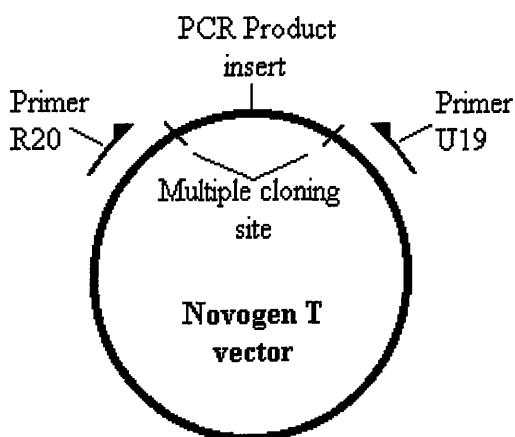 PCR Product
insert
Primer
R20
Primer
U19
Multiple cloning
site
Novogen T
vector